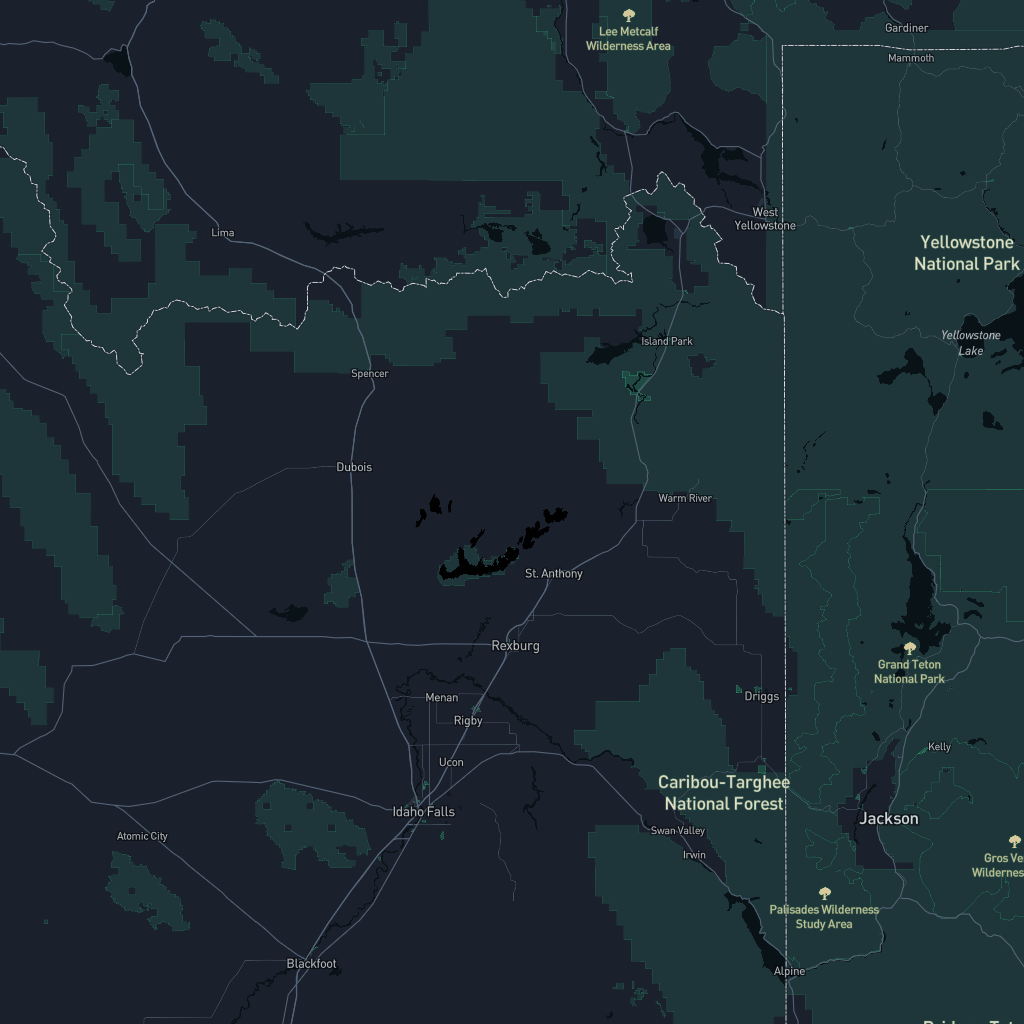 Lee Metcalf
Wilderness Area
Gardiner
Mammoth
West
Yellowstone
Lima
Yellowstone
National Park
Yellowstone
Lake
Island Park
Spencer
Dubois
Warm River
St. Anthony
Rexburg
Grand Teton
National Park
Menan
Driggs
Rigby
Kelly
Ucon
Caribou-Targhee
National Forest
Idaho Falls
Jackson
Atomic City
Swan Valley
Irwin
Gros Ve
Wilderness
Palisades Wilderness
Study Area
Blackfoot
Alpine